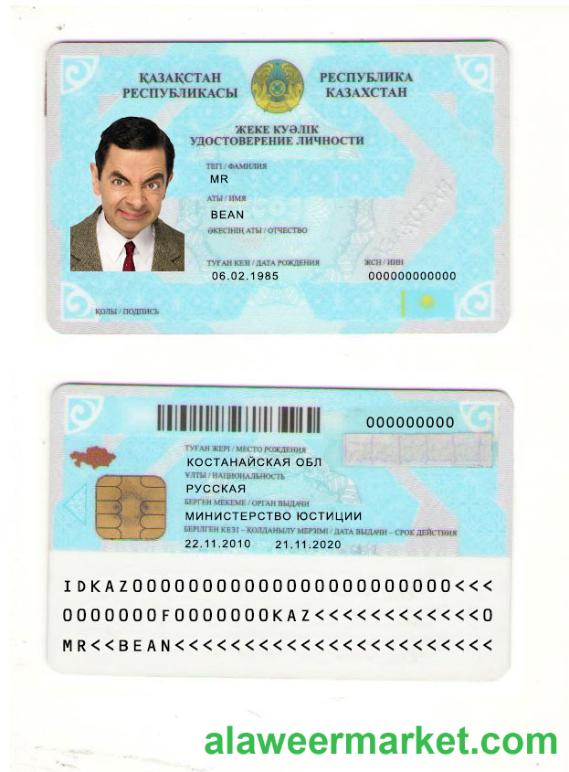 ҚАЗАҚСТАН РЕСПУБЛИКА
РЕСПУБЛИКАСЫ КАЗАХСТАН
ЖЕКЕ КУӘЛІК
УДОСТОВЕРЕНИЕ ЛИЧНОСТИ
ТЕГІ / ФАМИЛИЯ
MR
АТЫ / ИМЯ
BEAN
ӘКЕСІНІҢ АТЫ / ОТЧЕСТВО
ТУҒАН КЕЗІ / ДАТА РОЖДЕНИЯ ЖСН / ИИН
06.02.1985 000000000000
ҚОЛЫ / ПОДПИСЬ
000000000
ТУҒАН ЖЕРІ / МЕСТО РОЖДЕНИЯ
КОСТАНАЙСКАЯ ОБЛ
ҰЛТЫ / НАЦИОНАЛЬНОСТЬ
РУССКАЯ
БЕРГЕН МЕКЕМЕ / ОРГАН ВЫДАЧИ
МИНИСТЕРСТВО ЮСТИЦИИ
БЕРІЛГЕН КЕЗІ – ҚОЛДАНЫЛУ МЕРЗІМІ / ДАТА ВЫДАЧИ – СРОК ДЕЙСТВИЯ
22.11.2010 21.11.2020
IDKAZ0000000000000000000000<<<
0000000F0000000KAZ<<<<<<<<<<<0
MR<<BEAN<<<<<<<<<<<<<<<<<<<<<<
alaweermarket.com